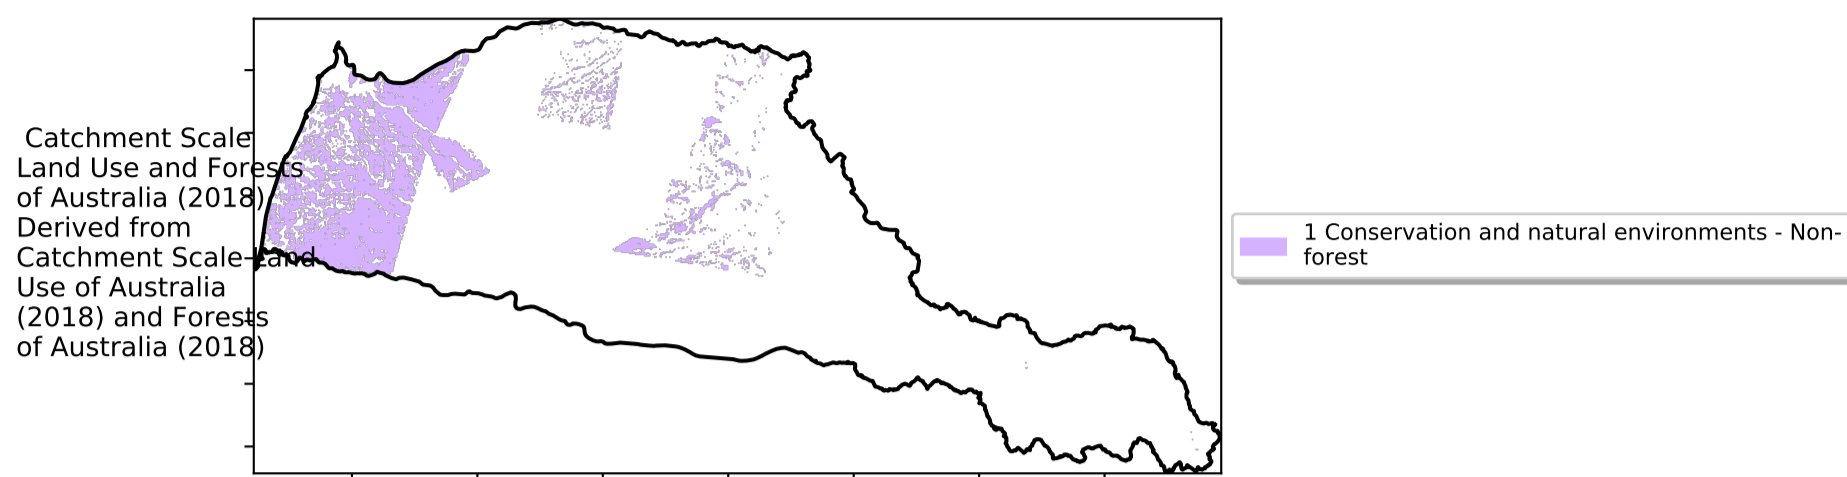 Catchment Scale
Land Use and Forests
of Australia (2018)
Derived from
Catchment Scale Land
Use of Australia
(2018) and Forests
of Australia (2018)
1 Conservation and natural environments - Non-
forest